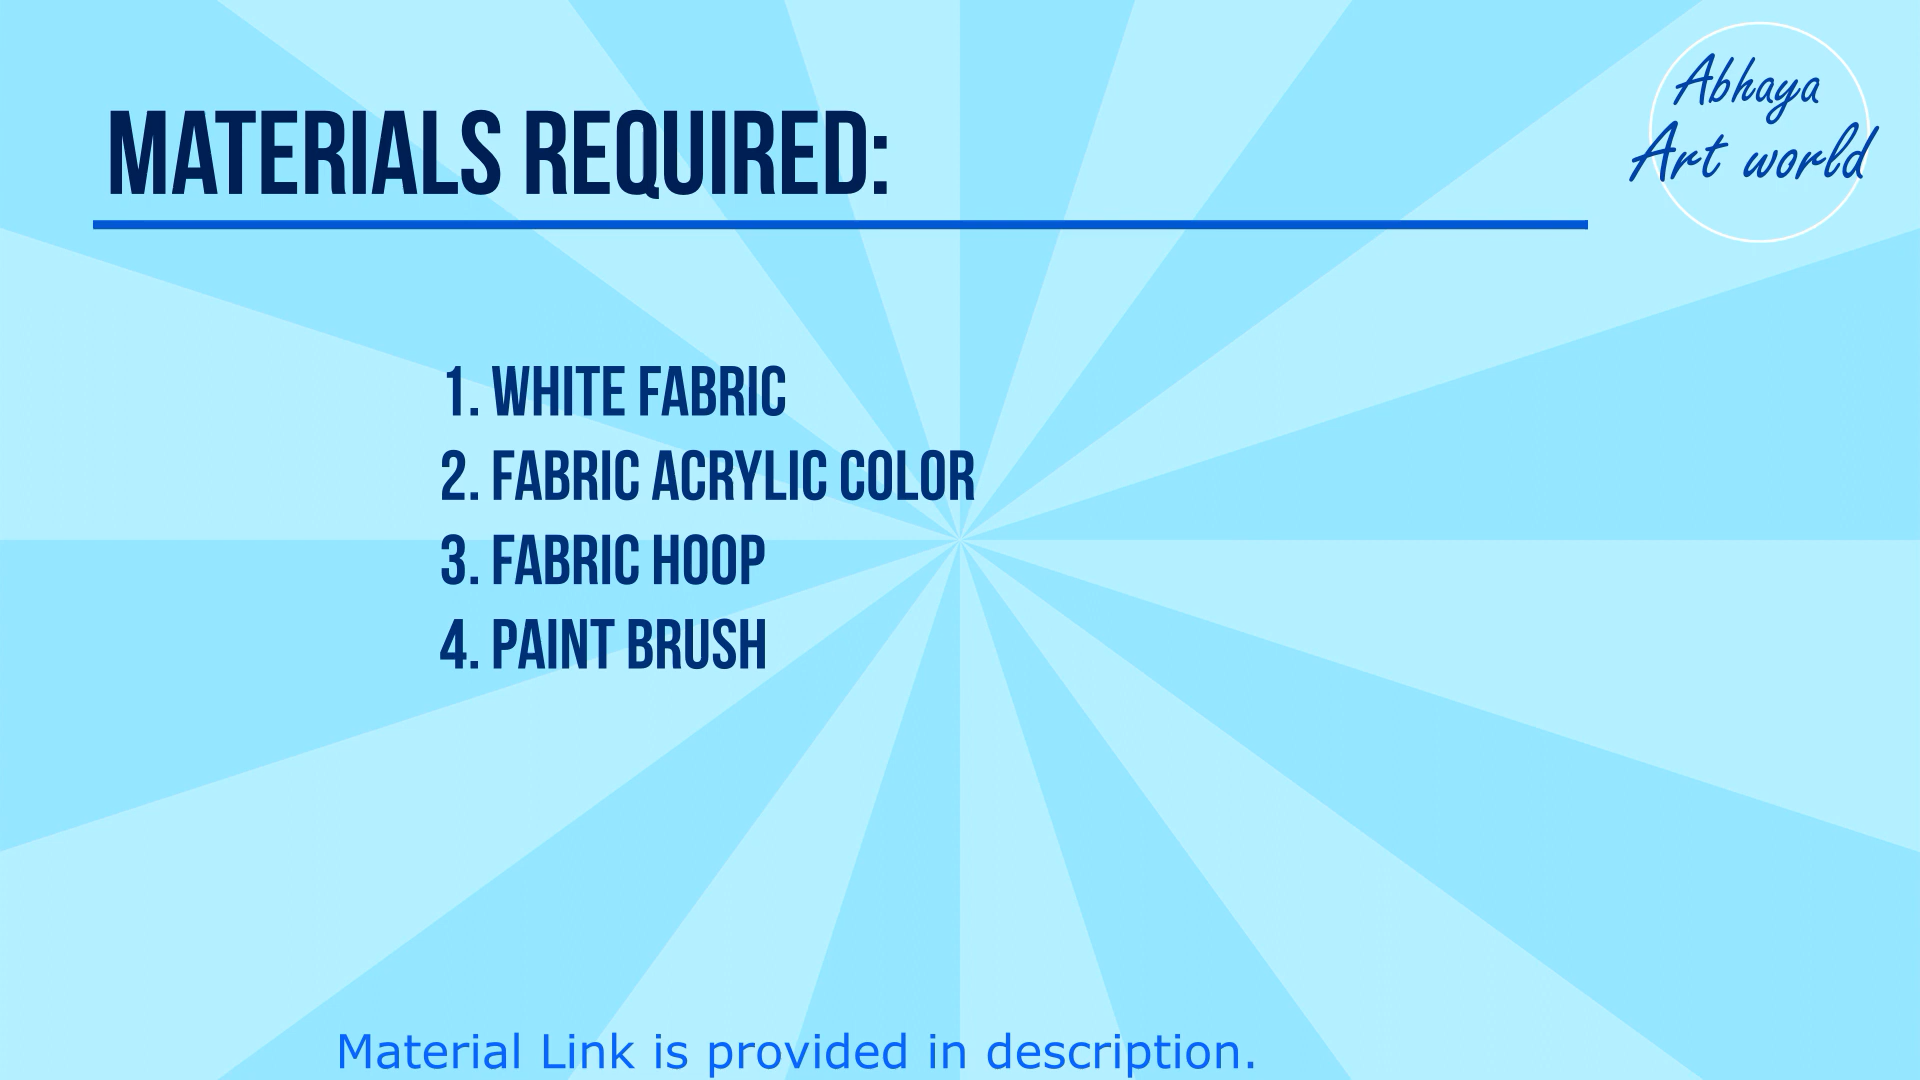 Abhaya
Art world
MATERIALS REQUIRED:
1. WHITE FABRIC
2. FABRIC ACRYLIC COLOR
3. FABRIC HOOP
4. PAINT BRUSH
Material Link is provided in description.